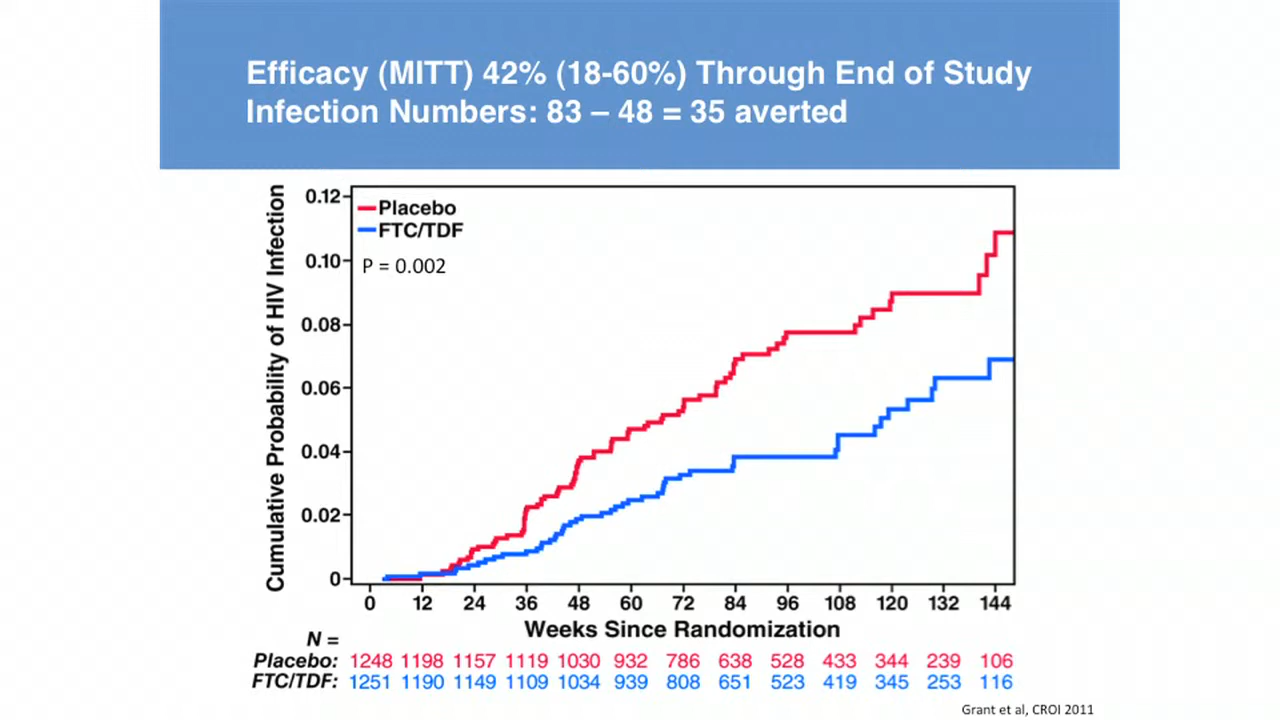 Efficacy (MITT) 42% (18-60%) Through End of Study
Infection Numbers: 83 – 48 = 35 averted
Cumulative Probability of HIV Infection
0.12
0.10
0.08
0.06
0.04
0.02
0
Placebo
FTC/TDF
P = 0.002
0 12 24 36 48 60 72 84 96 108 120 132 144
Weeks Since Randomization
N =
Placebo: 1248 1198 1157 1119 1030 932 786 638 528 433 344 239 106
FTC/TDF: 1251 1190 1149 1109 1034 939 808 651 523 419 345 253 116
Grant et al, CROI 2011